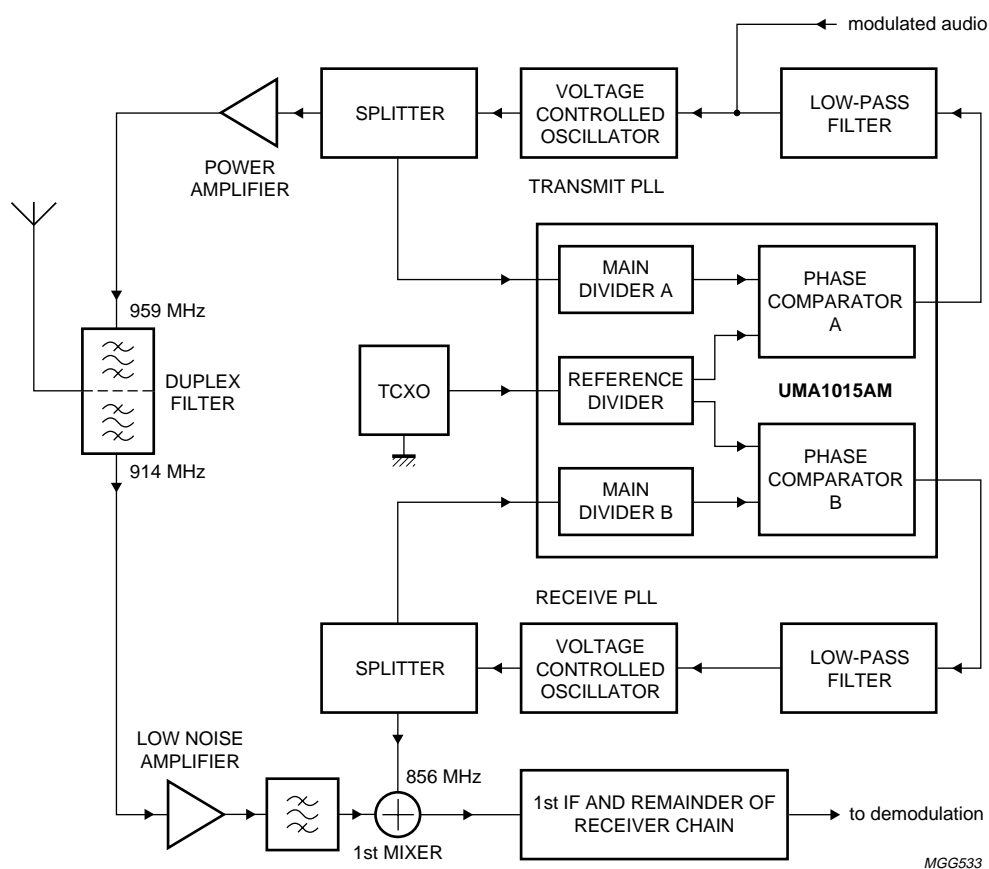 modulated audio
SPLITTER
VOLTAGE
CONTROLLED
OSCILLATOR
LOW-PASS
FILTER
POWER
AMPLIFIER
TRANSMIT PLL
MAIN
DIVIDER A
PHASE
COMPARATOR
A
959 MHz
DUPLEX
FILTER
TCXO
REFERENCE
DIVIDER
UMA1015AM
914 MHz
MAIN
DIVIDER B
PHASE
COMPARATOR
B
RECEIVE PLL
SPLITTER
VOLTAGE
CONTROLLED
OSCILLATOR
LOW-PASS
FILTER
LOW NOISE
AMPLIFIER
856 MHz
1st IF AND REMAINDER OF
RECEIVER CHAIN
to demodulation
1st MIXER
MGG533